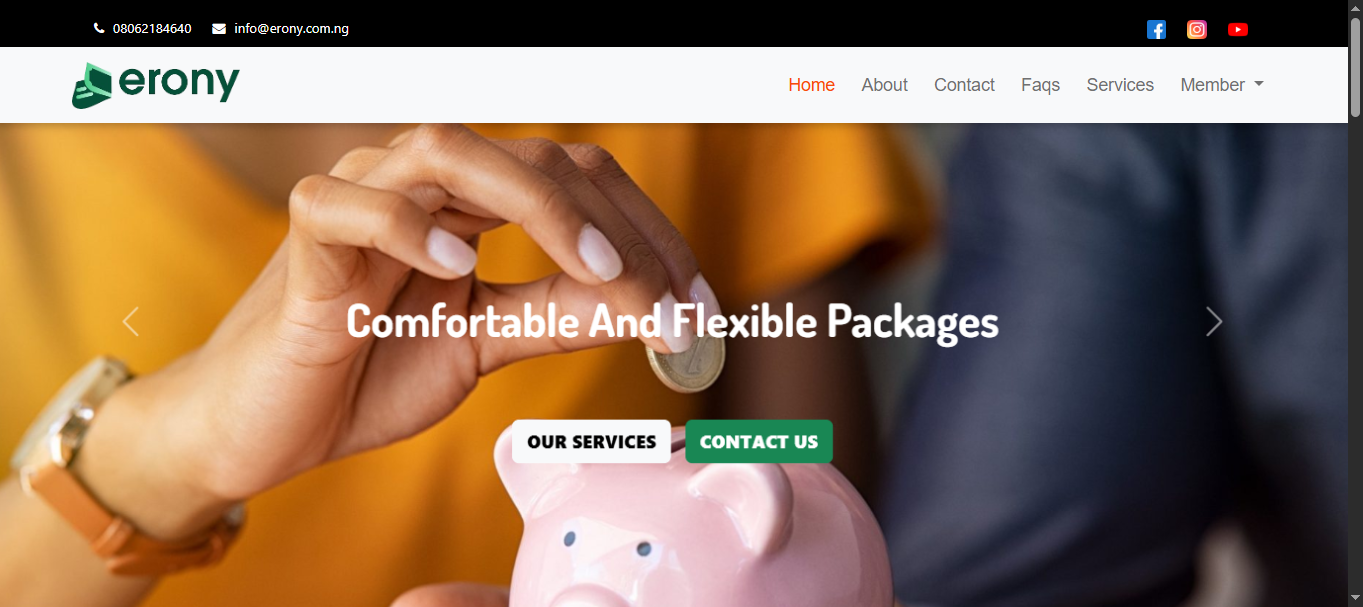 08062184640 info@erony.com.ng
erony
Home About Contact Faqs Services Member
Comfortable And Flexible Packages
OUR SERVICES CONTACT US